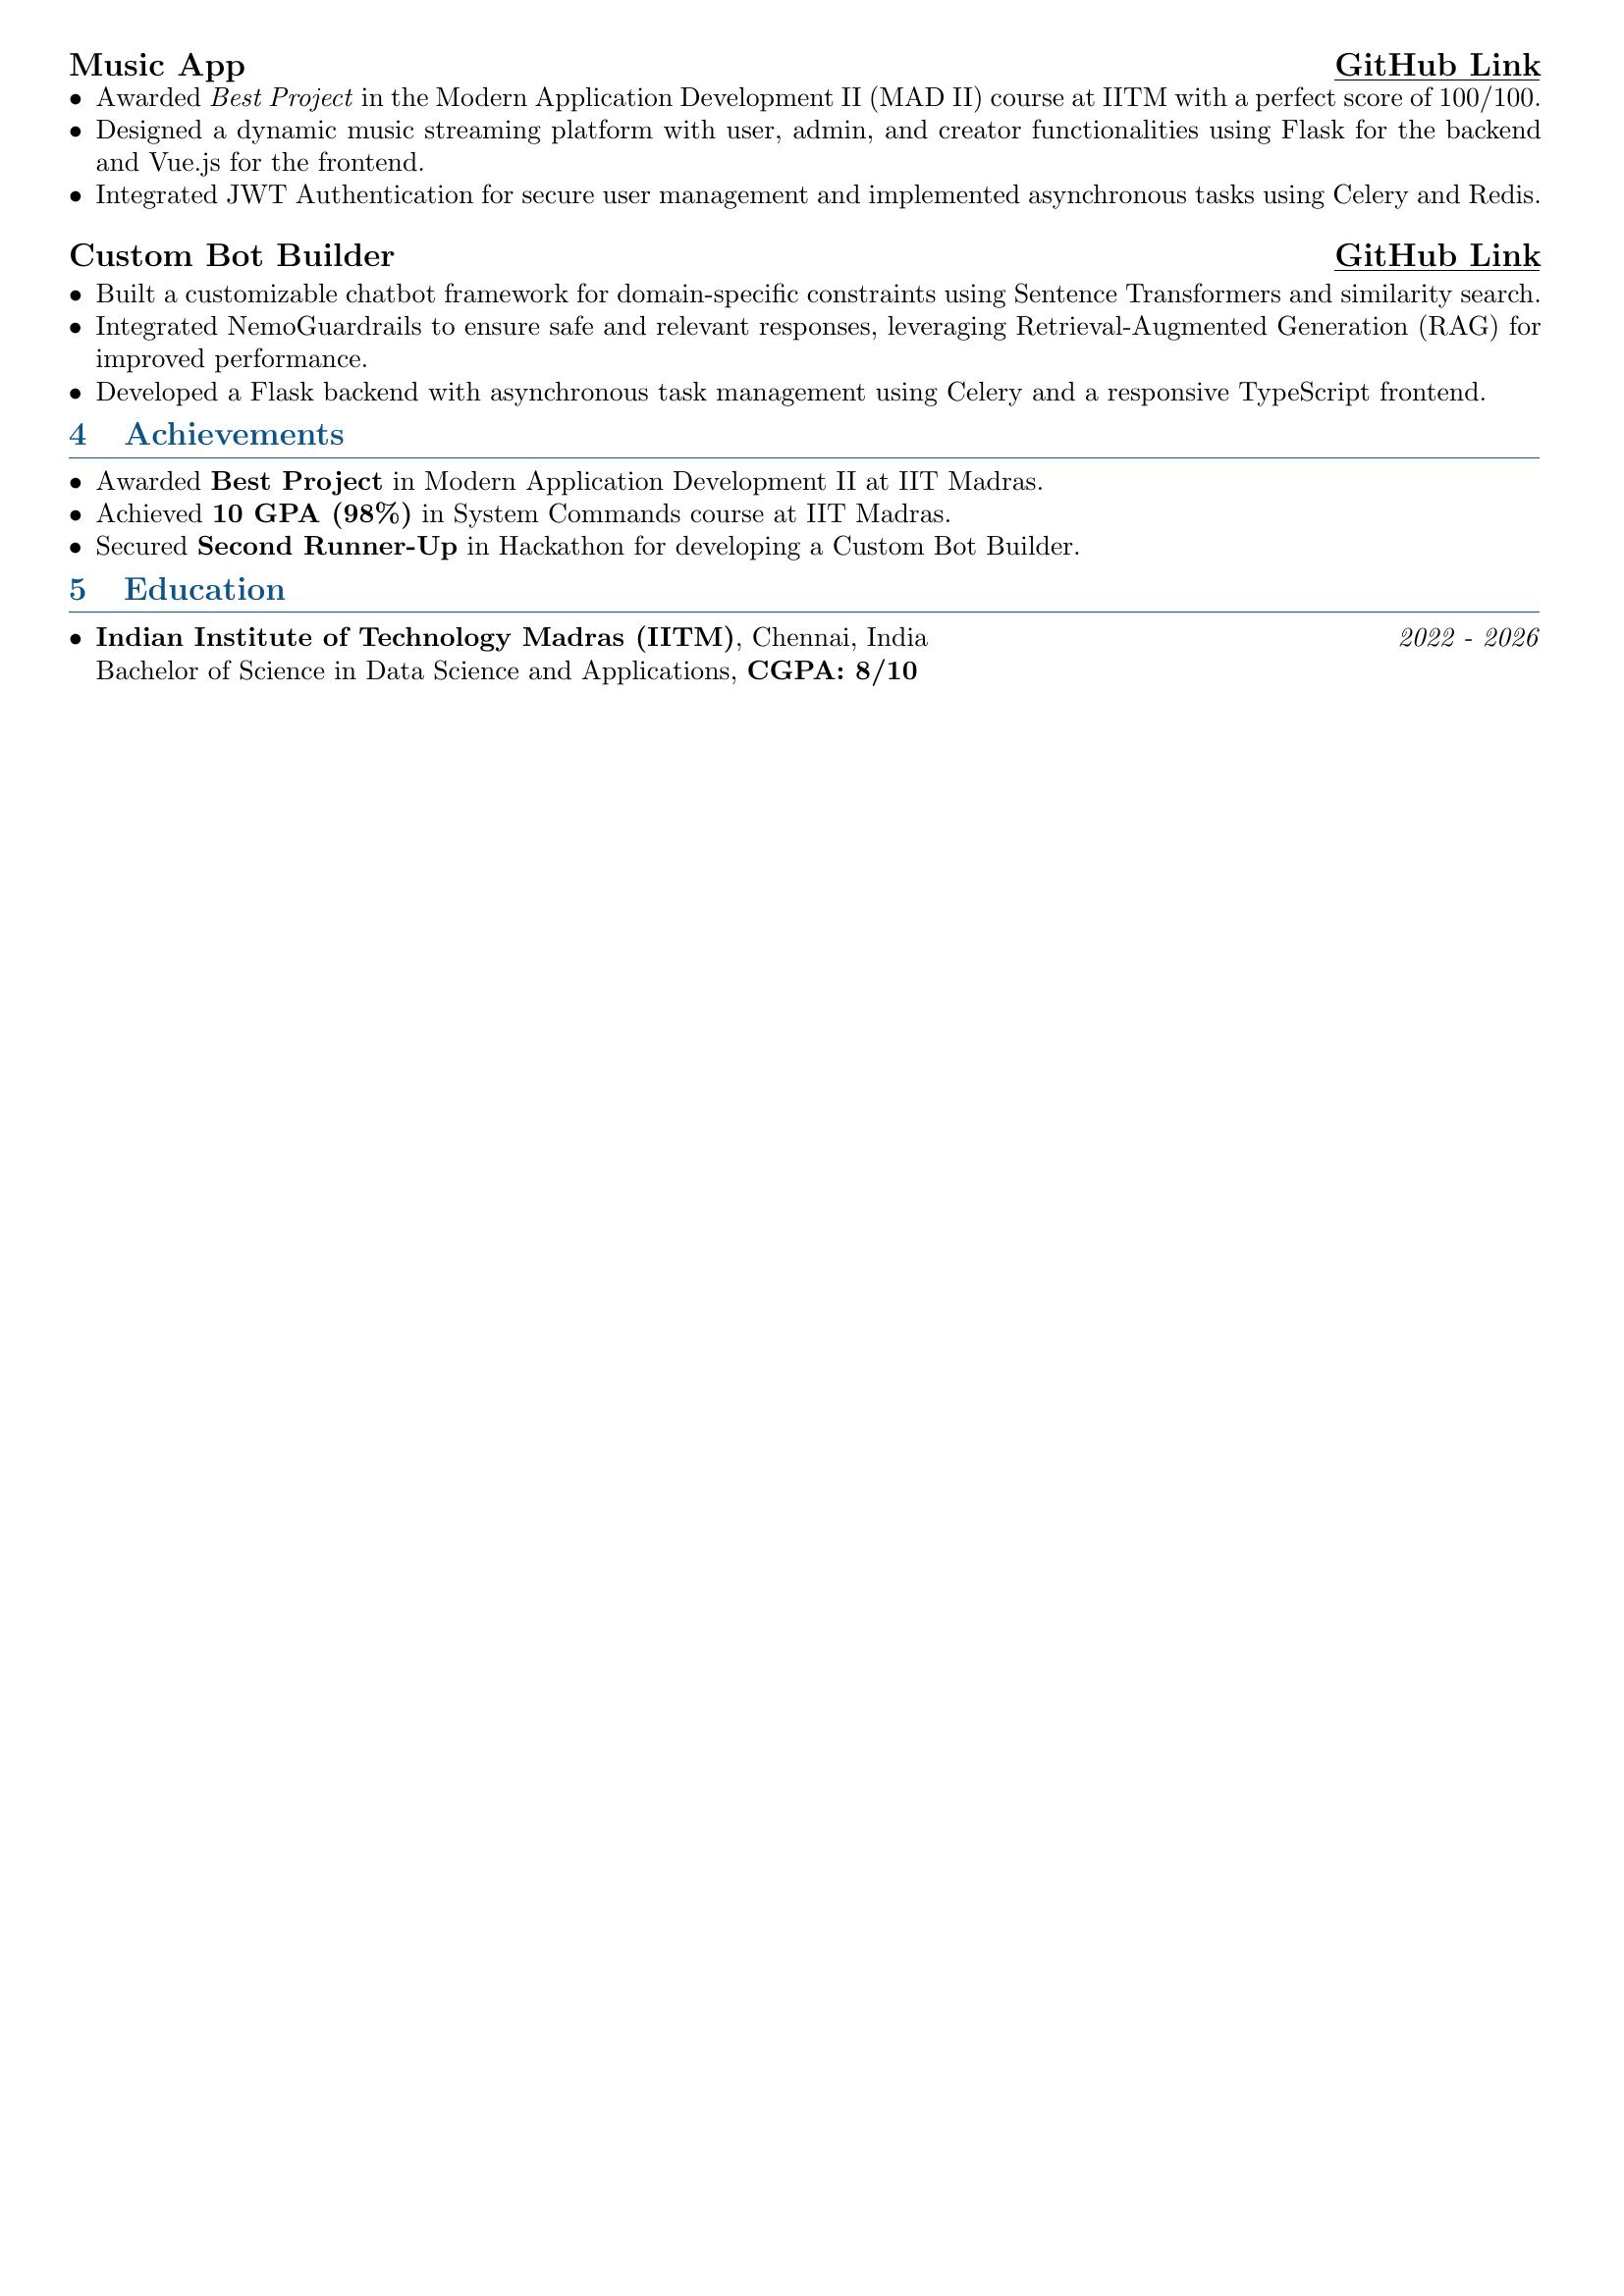 Music App GitHub Link
• Awarded Best Project in the Modern Application Development II (MAD II) course at IITM with a perfect score of 100/100.
• Designed a dynamic music streaming platform with user, admin, and creator functionalities using Flask for the backend
and Vue.js for the frontend.
• Integrated JWT Authentication for secure user management and implemented asynchronous tasks using Celery and Redis.
Custom Bot Builder GitHub Link
• Built a customizable chatbot framework for domain-specific constraints using Sentence Transformers and similarity search.
• Integrated NemoGuardrails to ensure safe and relevant responses, leveraging Retrieval-Augmented Generation (RAG) for
improved performance.
• Developed a Flask backend with asynchronous task management using Celery and a responsive TypeScript frontend.
4 Achievements
• Awarded Best Project in Modern Application Development II at IIT Madras.
• Achieved 10 GPA (98%) in System Commands course at IIT Madras.
• Secured Second Runner-Up in Hackathon for developing a Custom Bot Builder.
5 Education
• Indian Institute of Technology Madras (IITM), Chennai, India 2022 - 2026
Bachelor of Science in Data Science and Applications, CGPA: 8/10